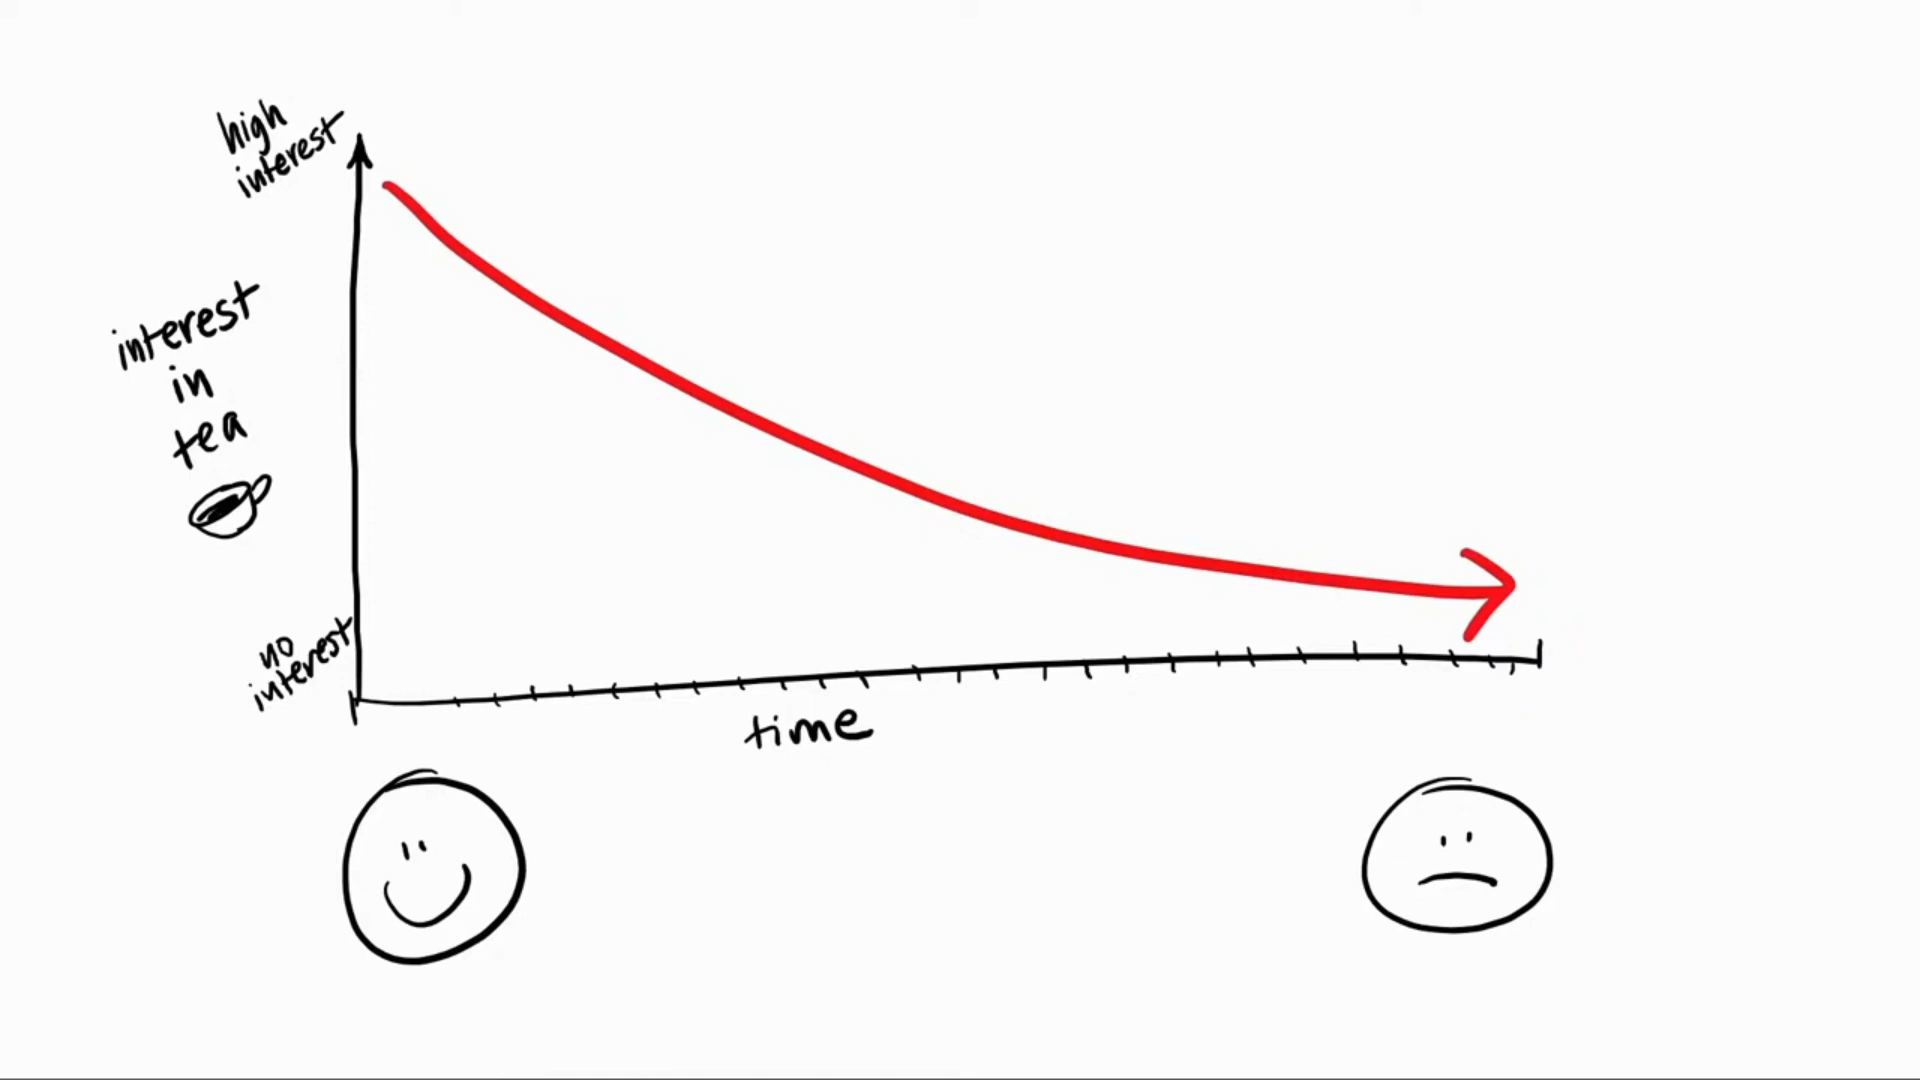 high
interest
interest
in
tea
no
interest
time